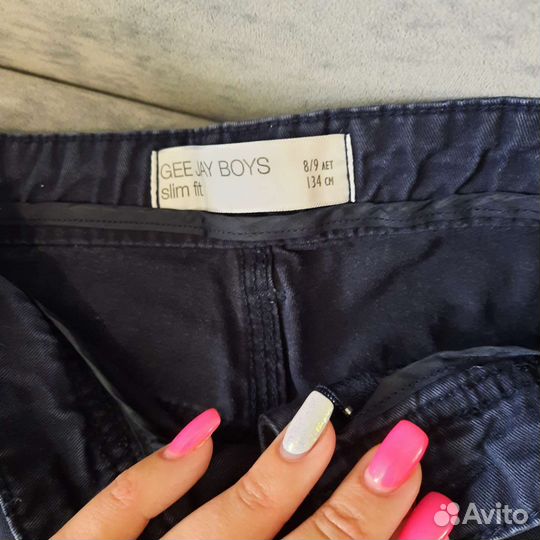 GEE JAY BOYS
slim fit
8/9 ЛЕТ
134 СМ
Avito